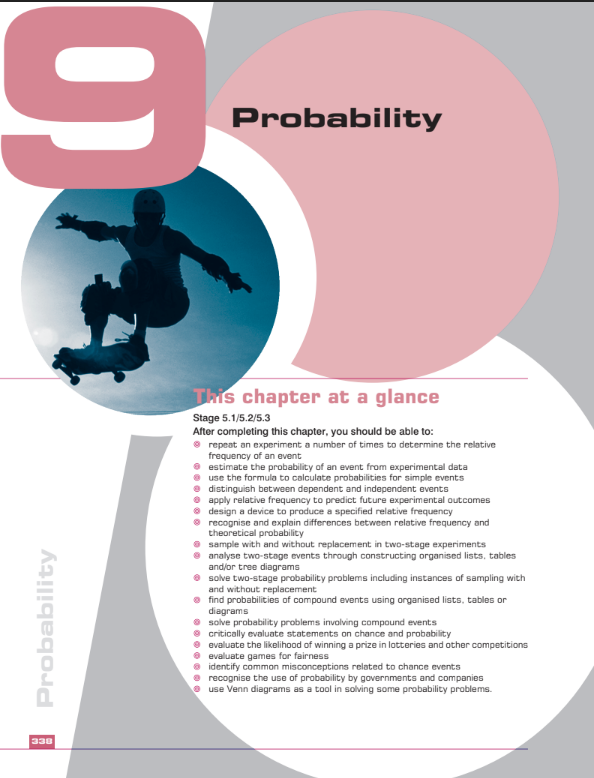 9
Probability
This chapter at a glance
Stage 5.1/5.2/5.3
After completing this chapter, you should be able to:
repeat an experiment a number of times to determine the relative
frequency of an event
estimate the probability of an event from experimental data
use the formula to calculate probabilities for simple events
distinguish between dependent and independent events
apply relative frequency to predict future experimental outcomes
design a device to produce a specified relative frequency
recognise and explain differences between relative frequency and
theoretical probability
sample with and without replacement in two-stage experiments
analyse two-stage events through constructing organised lists, tables
and/or tree diagrams
solve two-stage probability problems including instances of sampling with
and without replacement
find probabilities of compound events using organised lists, tables or
diagrams
solve probability problems involving compound events
critically evaluate statements on chance and probability
evaluate the likelihood of winning a prize in lotteries and other competitions
evaluate games for fairness
identify common misconceptions related to chance events
recognise the use of probability by governments and companies
use Venn diagrams as a tool in solving some probability problems.
Probability
338